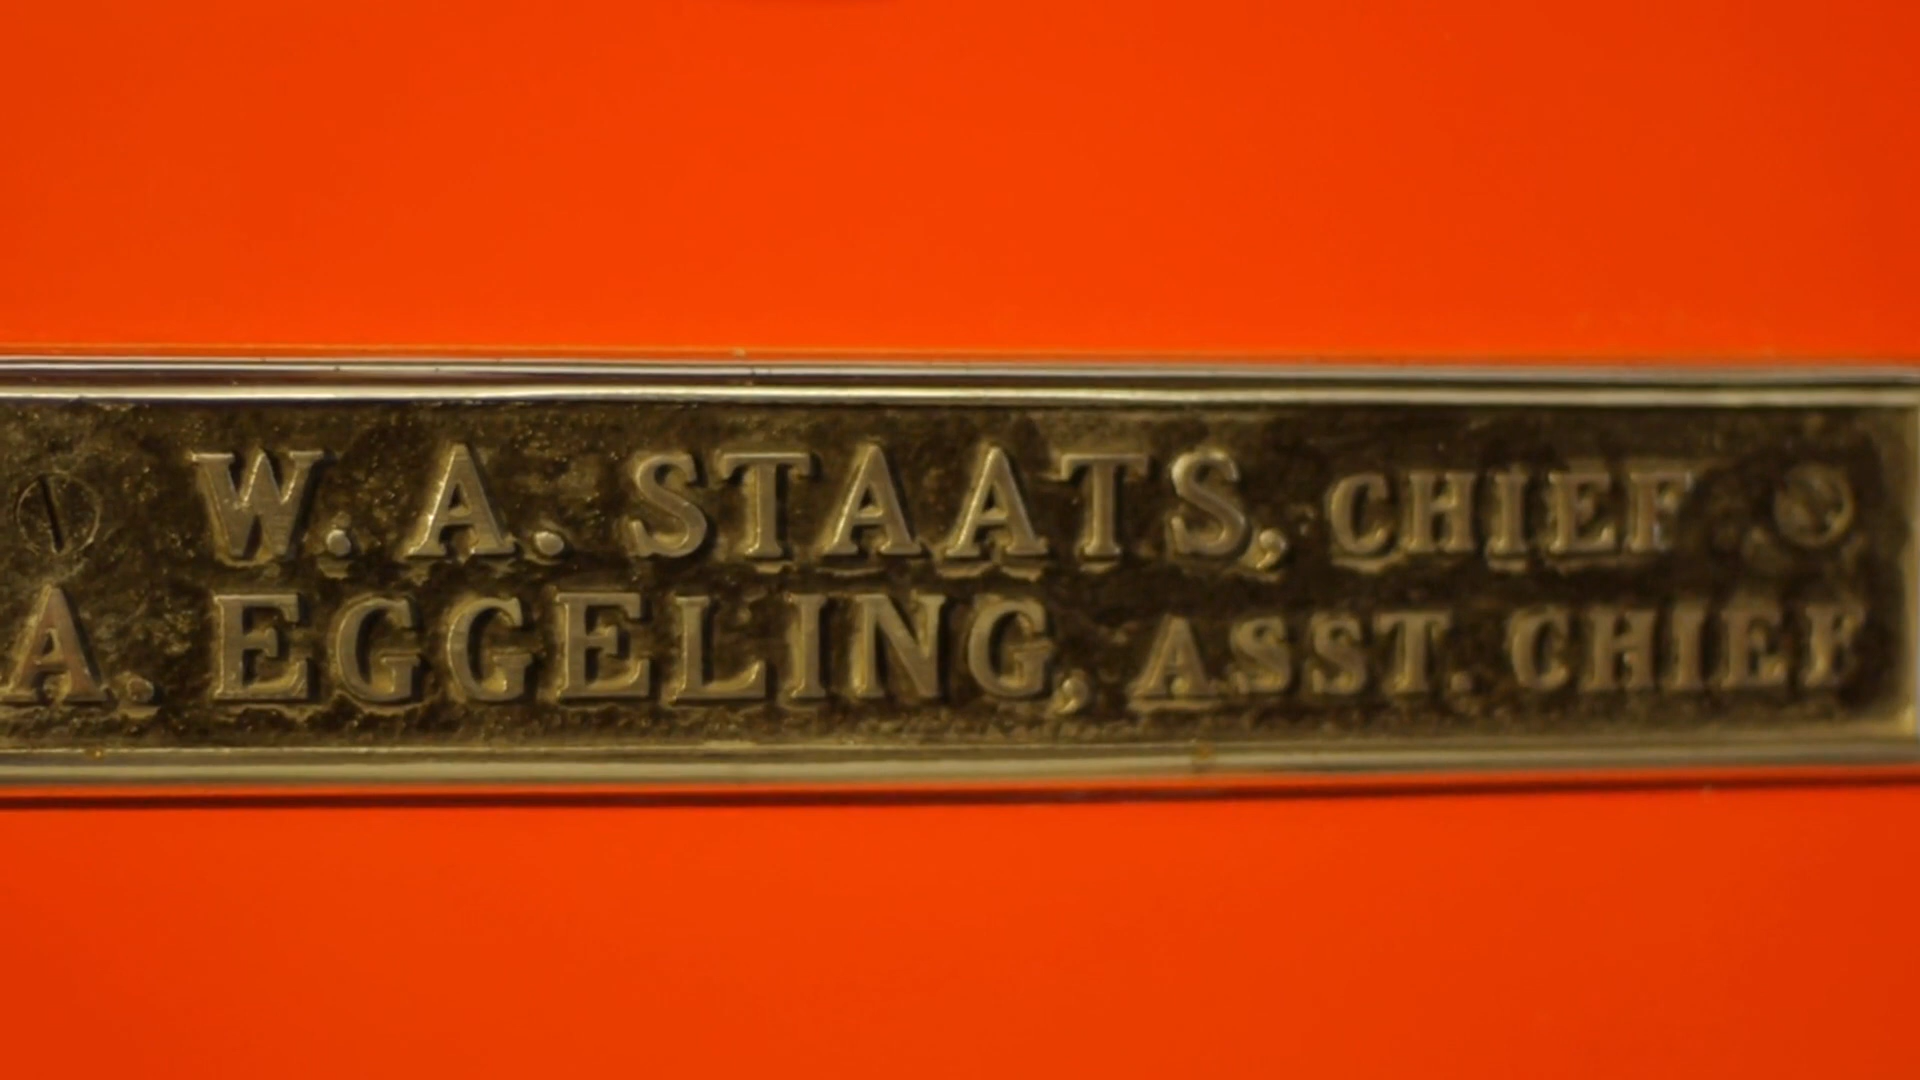 W. A. STAATS, CHIEF
A. EGGELING, ASST. CHIEF